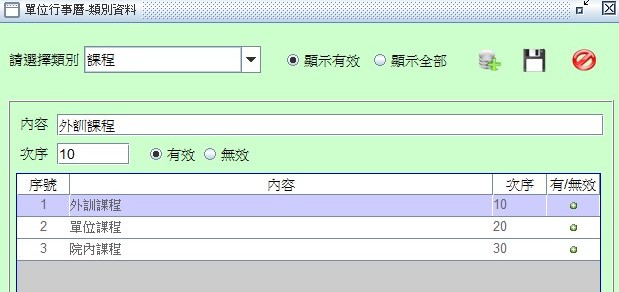 單位行事曆-類別資料
請選擇類別 課程 顯示有效 顯示全部
內容 外訓課程
次序 10 有效 無效
序號 內容 次序 有/無效
1 外訓課程 10
2 單位課程 20
3 院內課程 30